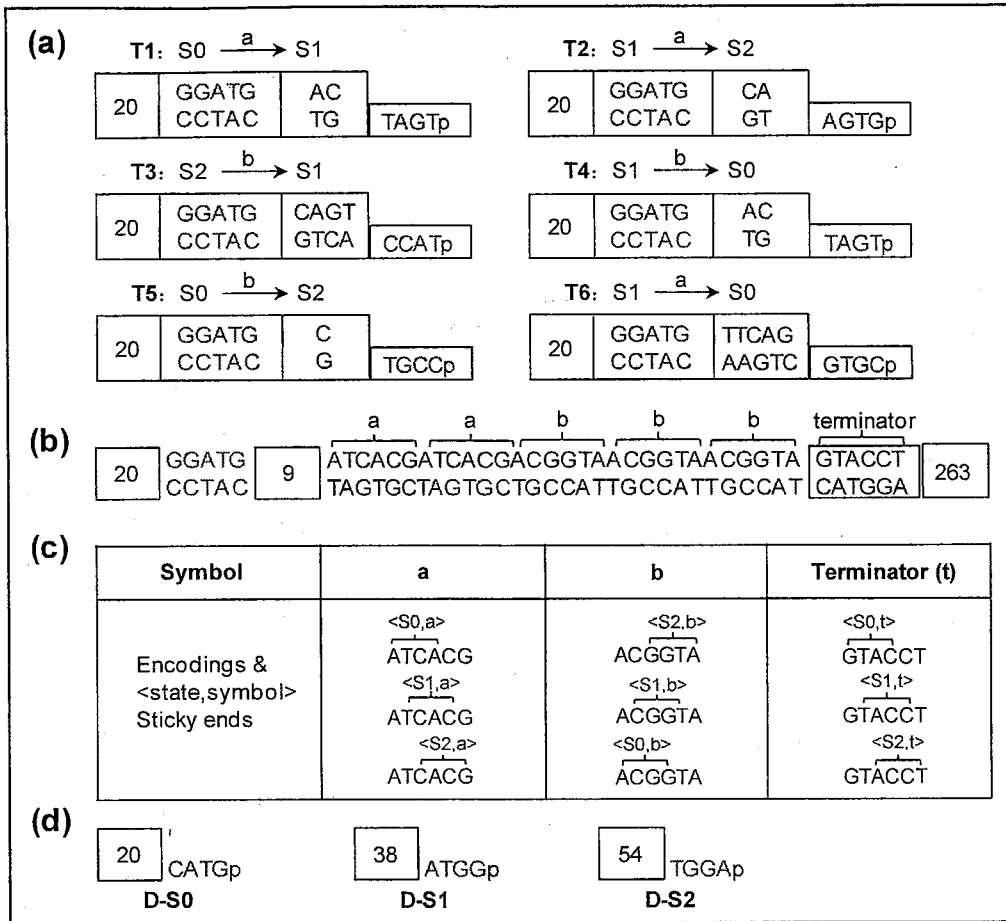 (a)
T1: S0 a→ S1
20 GGATG CCTAC AC TG TAGTp
T2: S1 a→ S2
20 GGATG CCTAC CA GT AGTGp
T3: S2 b→ S1
20 GGATG CCTAC CAGT GTCA CCATp
T4: S1 b→ S0
20 GGATG CCTAC AC TG TAGTp
T5: S0 b→ S2
20 GGATG CCTAC C G TGCCp
T6: S1 a→ S0
20 GGATG CCTAC TTCAG AAGTC GTGCp
(b)
a a b b b terminator
20 GGATG 9 ATCACGATCACGACGGTAACGGTAACGGTA GTACCT 263
CCTAC TAGTGCTAGTGCTGCCATTGCCATTGCCAT CATGGA
(c)
Symbol a b Terminator (t)
Encodings &
<state,symbol>
Sticky ends
<S0,a> <S2,b> <S0,t>
ATCACG ACGGTA GTACCT
<S1,a> <S1,b> <S1,t>
ATCACG ACGGTA GTACCT
<S2,a> <S0,b> <S2,t>
ATCACG ACGGTA GTACCT
(d)
20 CATGp 38 ATGGp 54 TGGAp
D-S0 D-S1 D-S2